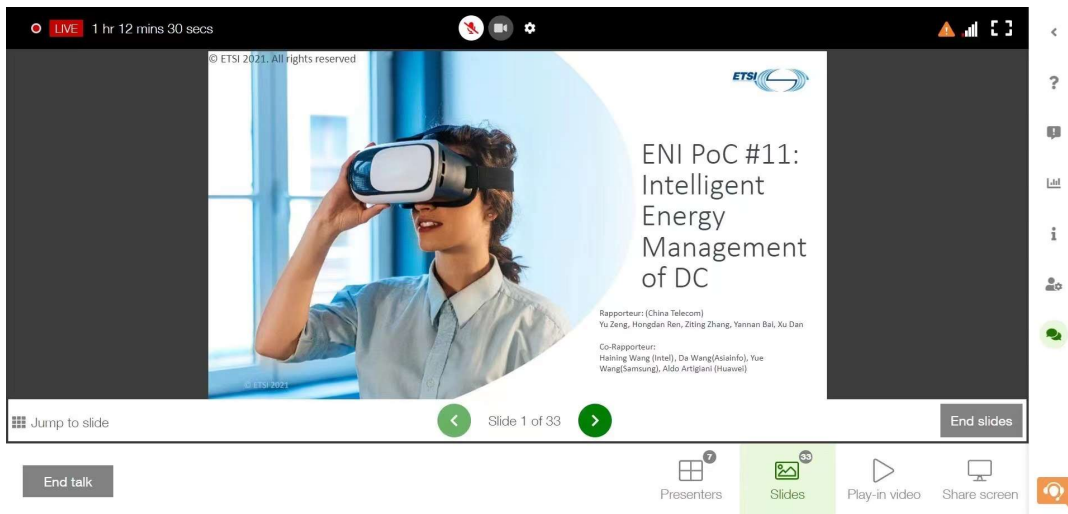 LIVE 1 hr 12 mins 30 secs
© ETSI 2021. All rights reserved
ETSI
ENI PoC #11:
Intelligent
Energy
Management
of DC
Rapporteur: (China Telecom)
Yu Zeng, Hongdan Ren, Ziting Zhang, Yannan Bai, Xu Dan
Co-Rapporteur:
Haining Wang (Intel), Da Wang(Asiainfo), Yue
Wang(Samsung), Aldo Artigiani (Huawei)
© ETSI 2021
Jump to slide
Slide 1 of 33
End slides
End talk
7
Presenters
33
Slides
Play-in video
Share screen